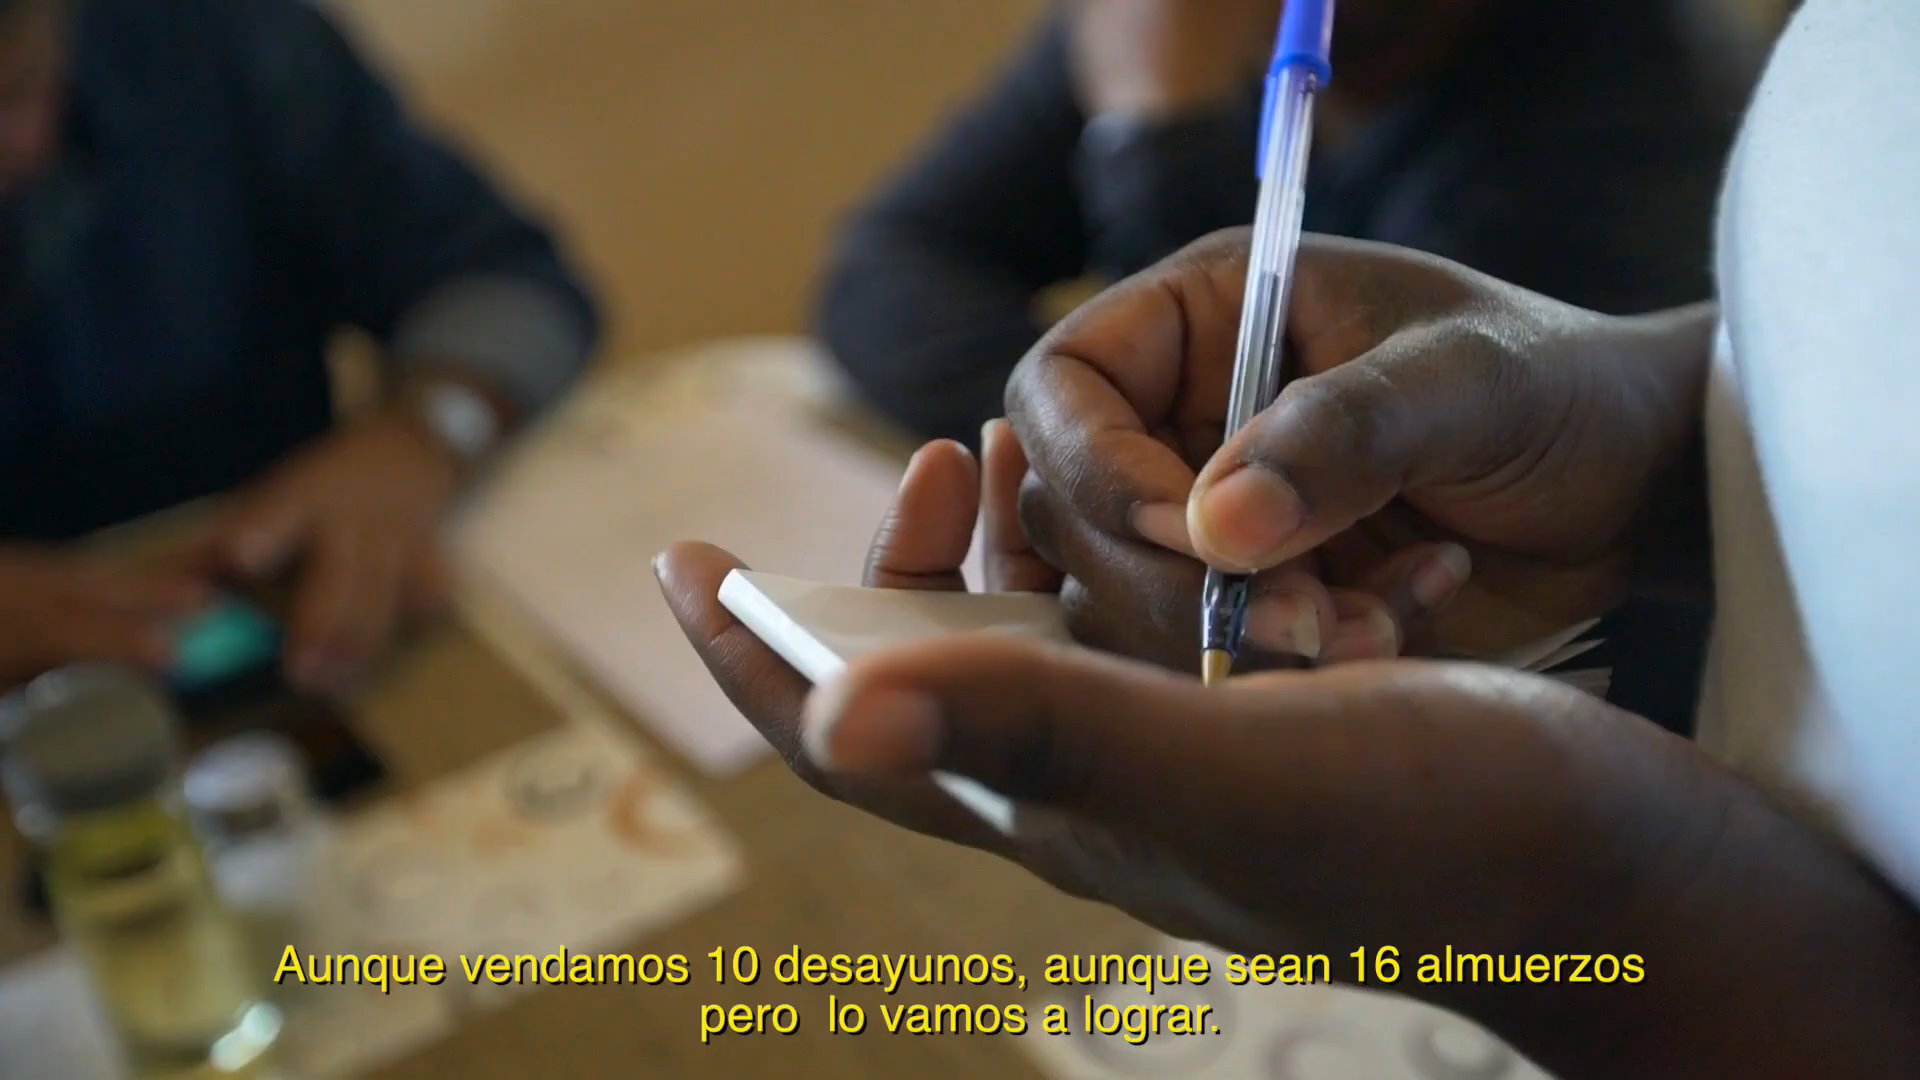 Aunque vendamos 10 desayunos, aunque sean 16 almuerzos
pero  lo vamos a lograr.